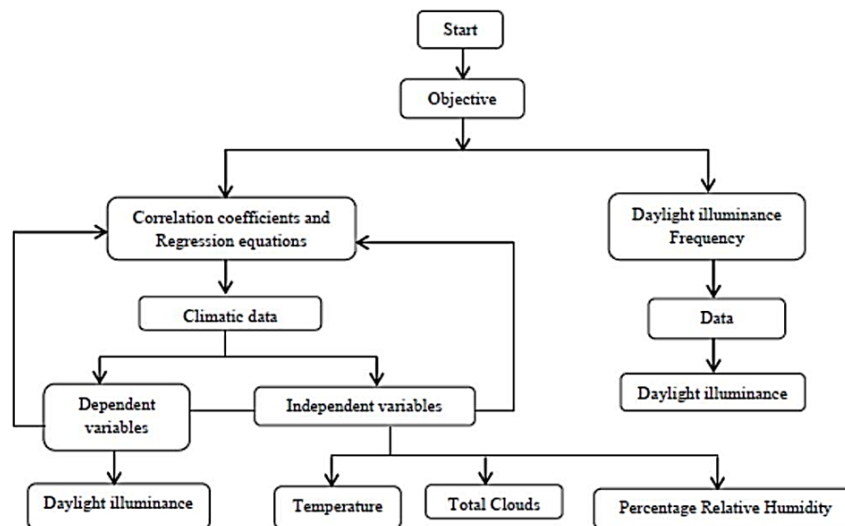 Start
Objective
Correlation coefficients and
Regression equations
Daylight illuminance
Frequency
Climatic data
Data
Dependent
variables
Independent variables
Daylight illuminance
Daylight illuminance
Temperature
Total Clouds
Percentage Relative Humidity